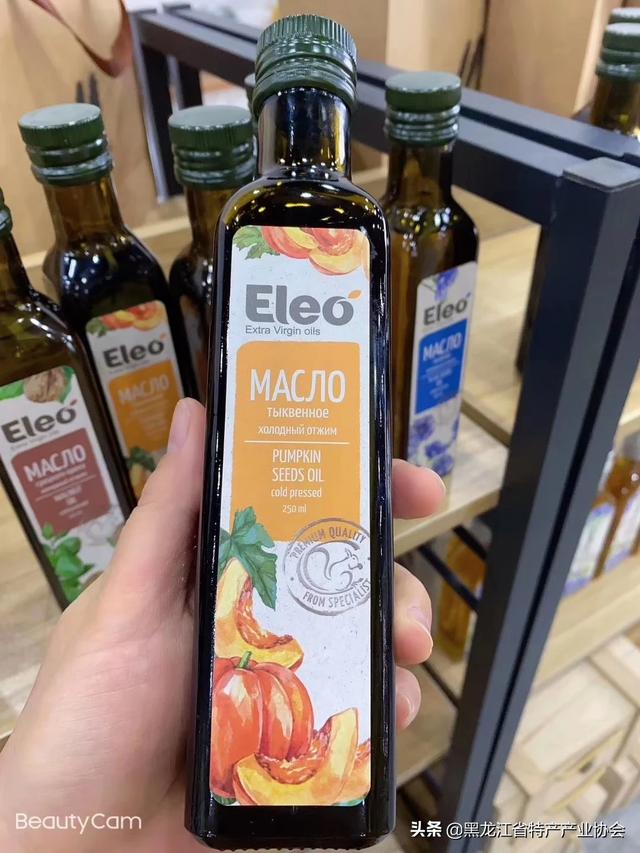 Eleo
Extra Virgin oils
МАСЛО
тыквенное
холодный отжим
PUMPKIN
SEEDS OIL
cold pressed
250 ml
PREMIUM QUALITY
FROM SPECIALIST
Eleo
МАСЛО
Eleo
Eleo
МАСЛО
BeautyCam
头条 @黑龙江省特产产业协会